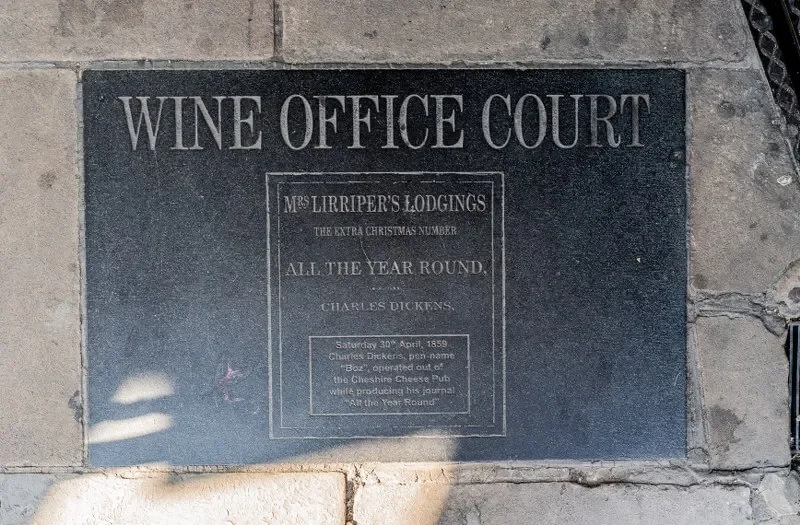 WINE OFFICE COURT
MRS LIRRIPER'S LODGINGS
THE EXTRA CHRISTMAS NUMBER
ALL THE YEAR ROUND.
CHARLES DICKENS.
Saturday 30th April, 1859
Charles Dickens, pen-name
"Boz", operated out of
the Cheshire Cheese Pub
while producing his journal
"All the Year Round"